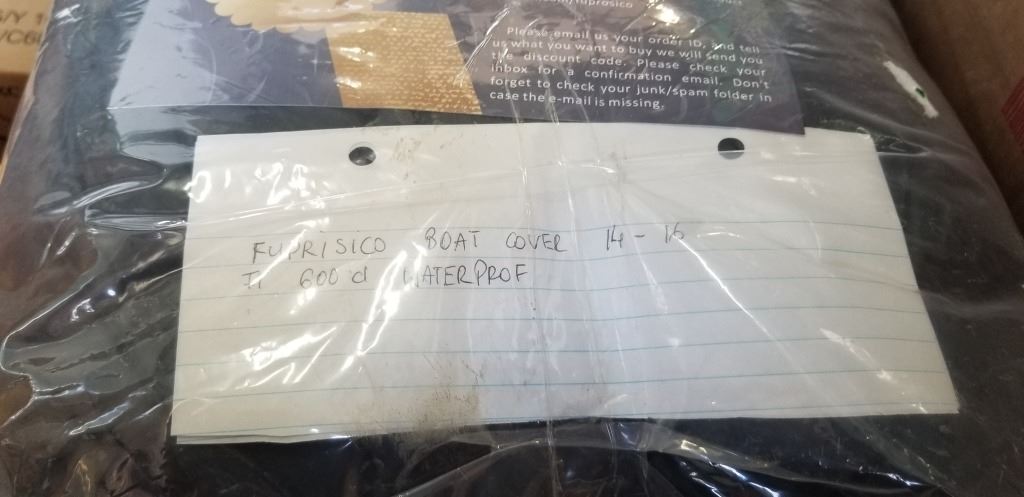 /fuprosico
Please email us your order ID, and tell
us what you want to buy we will send you
the discount code. Please check your
inbox for a confirmation email. Don't
forget to check your junk/spam folder in
case the e-mail is missing.
FUPRISICO BOAT COVER 14 - 16
600 d WATERPROF